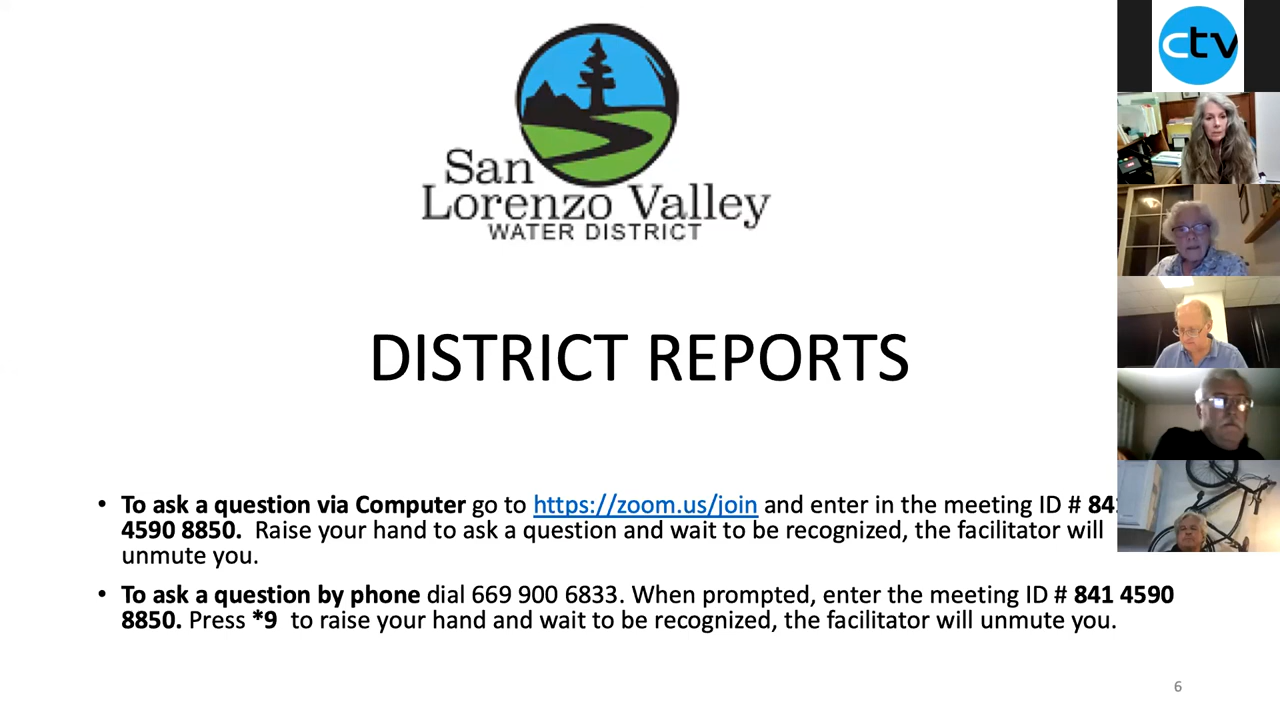 ctv
San
Lorenzo Valley
WATER DISTRICT
DISTRICT REPORTS
• To ask a question via Computer go to https://zoom.us/join and enter in the meeting ID # 84
4590 8850. Raise your hand to ask a question and wait to be recognized, the facilitator will
unmute you.
• To ask a question by phone dial 669 900 6833. When prompted, enter the meeting ID # 841 4590
8850. Press *9 to raise your hand and wait to be recognized, the facilitator will unmute you.
6